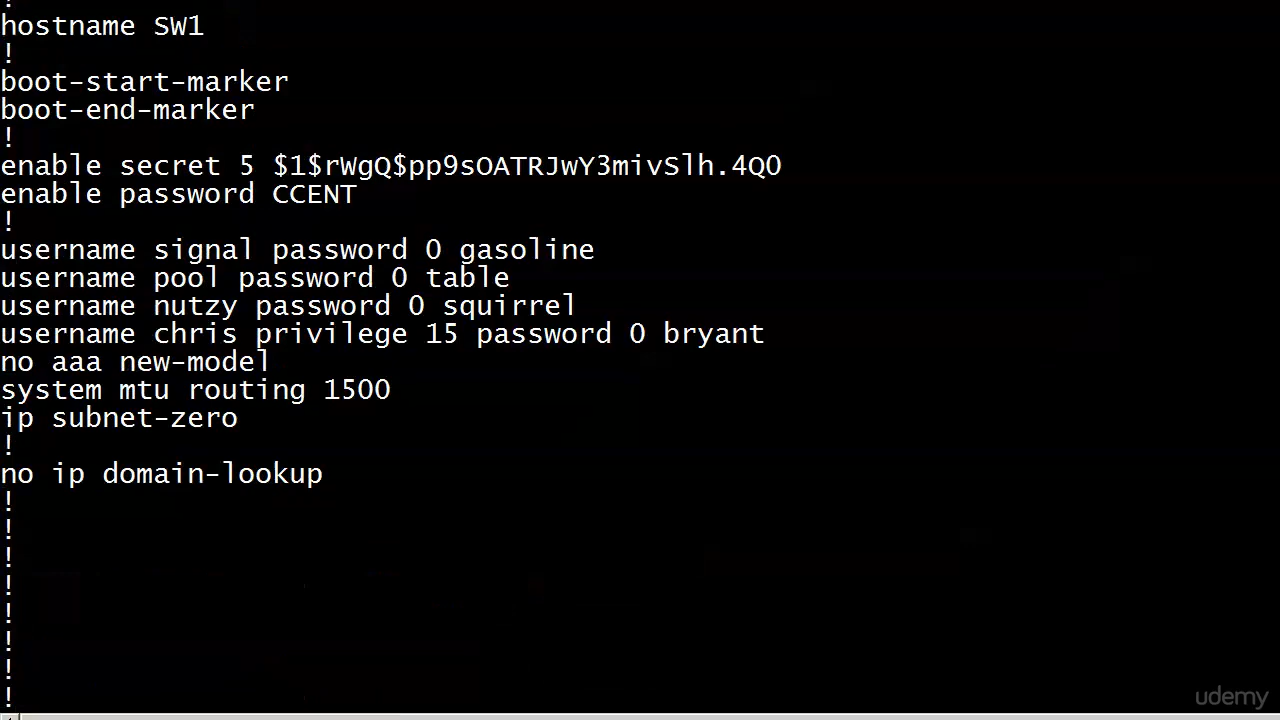 !
hostname SW1
!
boot-start-marker
boot-end-marker
!
enable secret 5 $1$rWgQ$pp9sOATRJwY3mivSlh.4Q0
enable password CCENT
!
username signal password 0 gasoline
username pool password 0 table
username nutzy password 0 squirrel
username chris privilege 15 password 0 bryant
no aaa new-model
system mtu routing 1500
ip subnet-zero
!
no ip domain-lookup
!
!
!
!
!
!
!
!
udemy